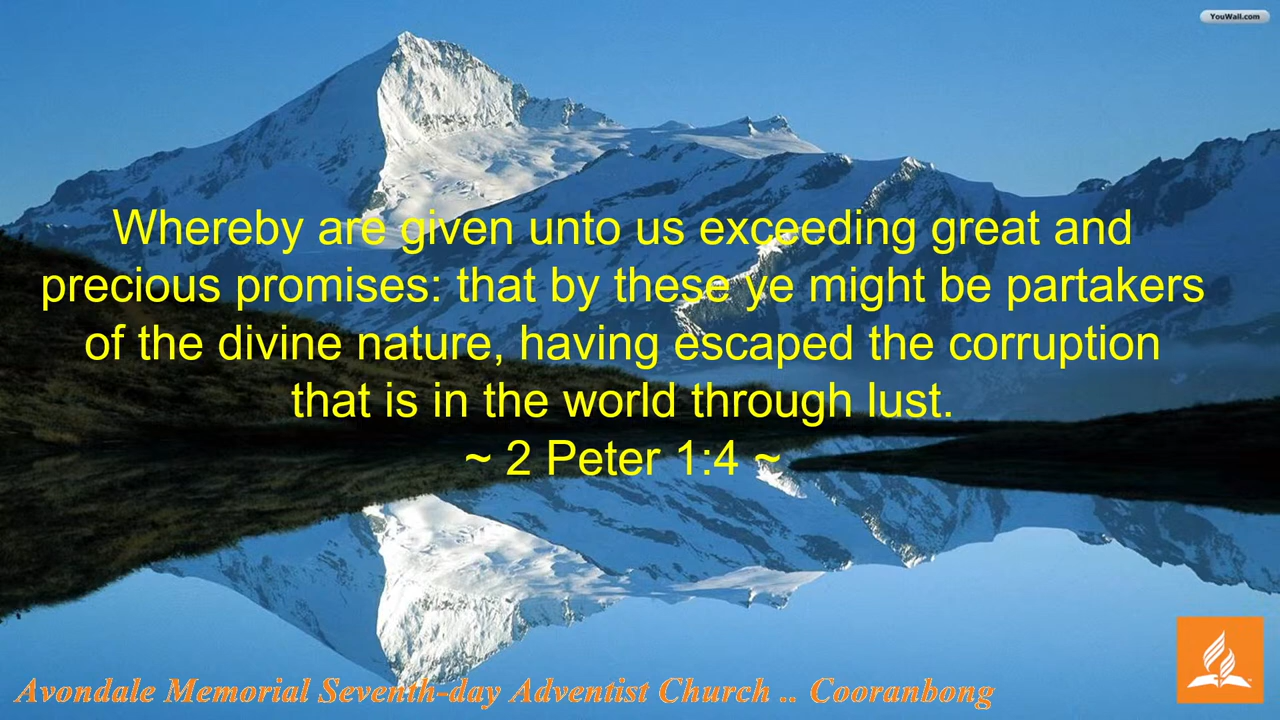 YouWall.com
Whereby are given unto us exceeding great and
precious promises: that by these ye might be partakers
of the divine nature, having escaped the corruption
that is in the world through lust.
~ 2 Peter 1:4 ~
Avondale Memorial Seventh-day Adventist Church .. Cooranbong